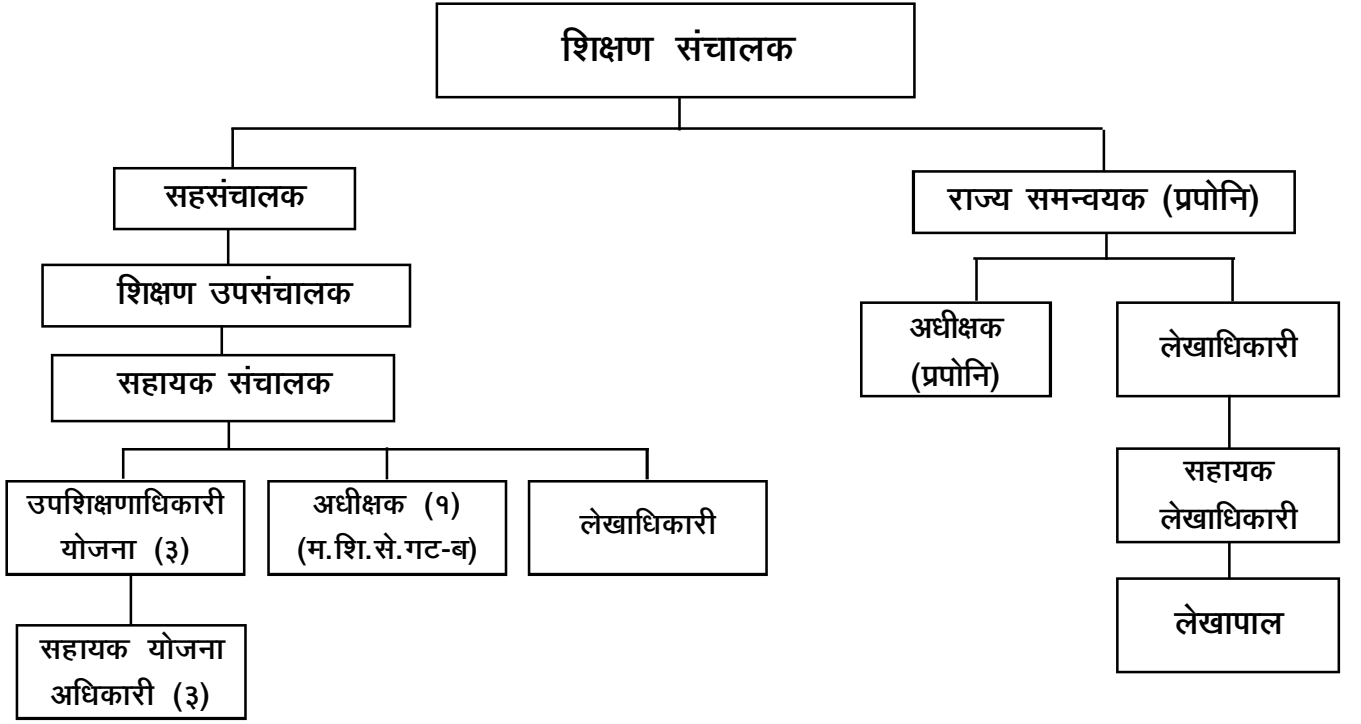 शिक्षण संचालक
सहसंचालक
राज्य समन्वयक (प्रपोनि)
शिक्षण उपसंचालक
अधीक्षक
(प्रपोनि)
लेखाधिकारी
सहायक संचालक
सहायक
लेखाधिकारी
उपशिक्षणाधिकारी
योजना (३)
अधीक्षक (१)
(म.शि.से.गट-ब)
लेखाधिकारी
लेखापाल
सहायक योजना
अधिकारी (३)